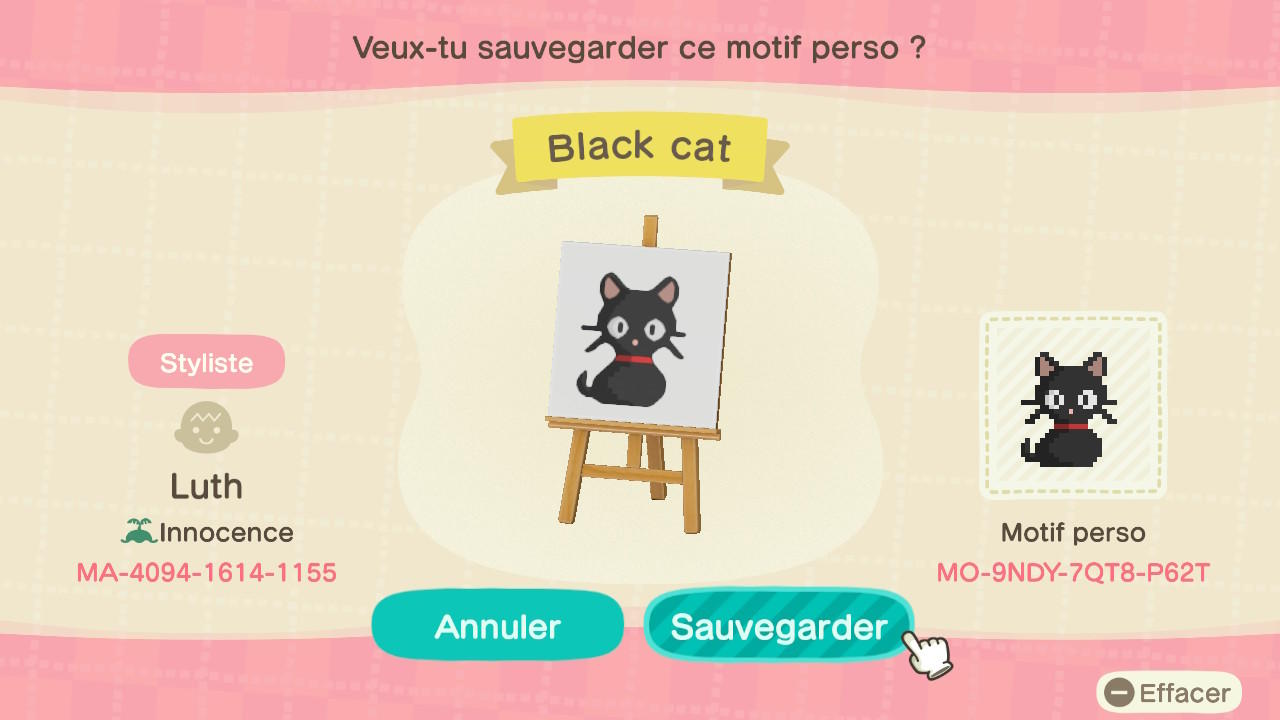 Veux-tu sauvegarder ce motif perso ?
Black cat
Styliste
Luth
Innocence
MA-4094-1614-1155
Motif perso
MO-9NDY-7QT8-P62T
Annuler
Sauvegarder
Effacer